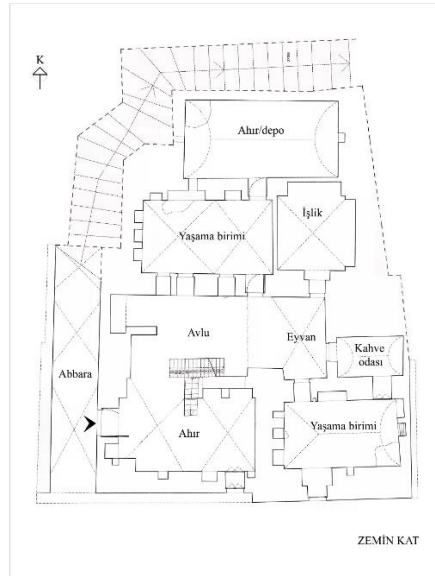 K
Ahır/depo
İşlik
Yaşama birimi
Avlu
Eyvan
Kahve
odası
Abbara
Ahır
Yaşama birimi
ZEMİN KAT